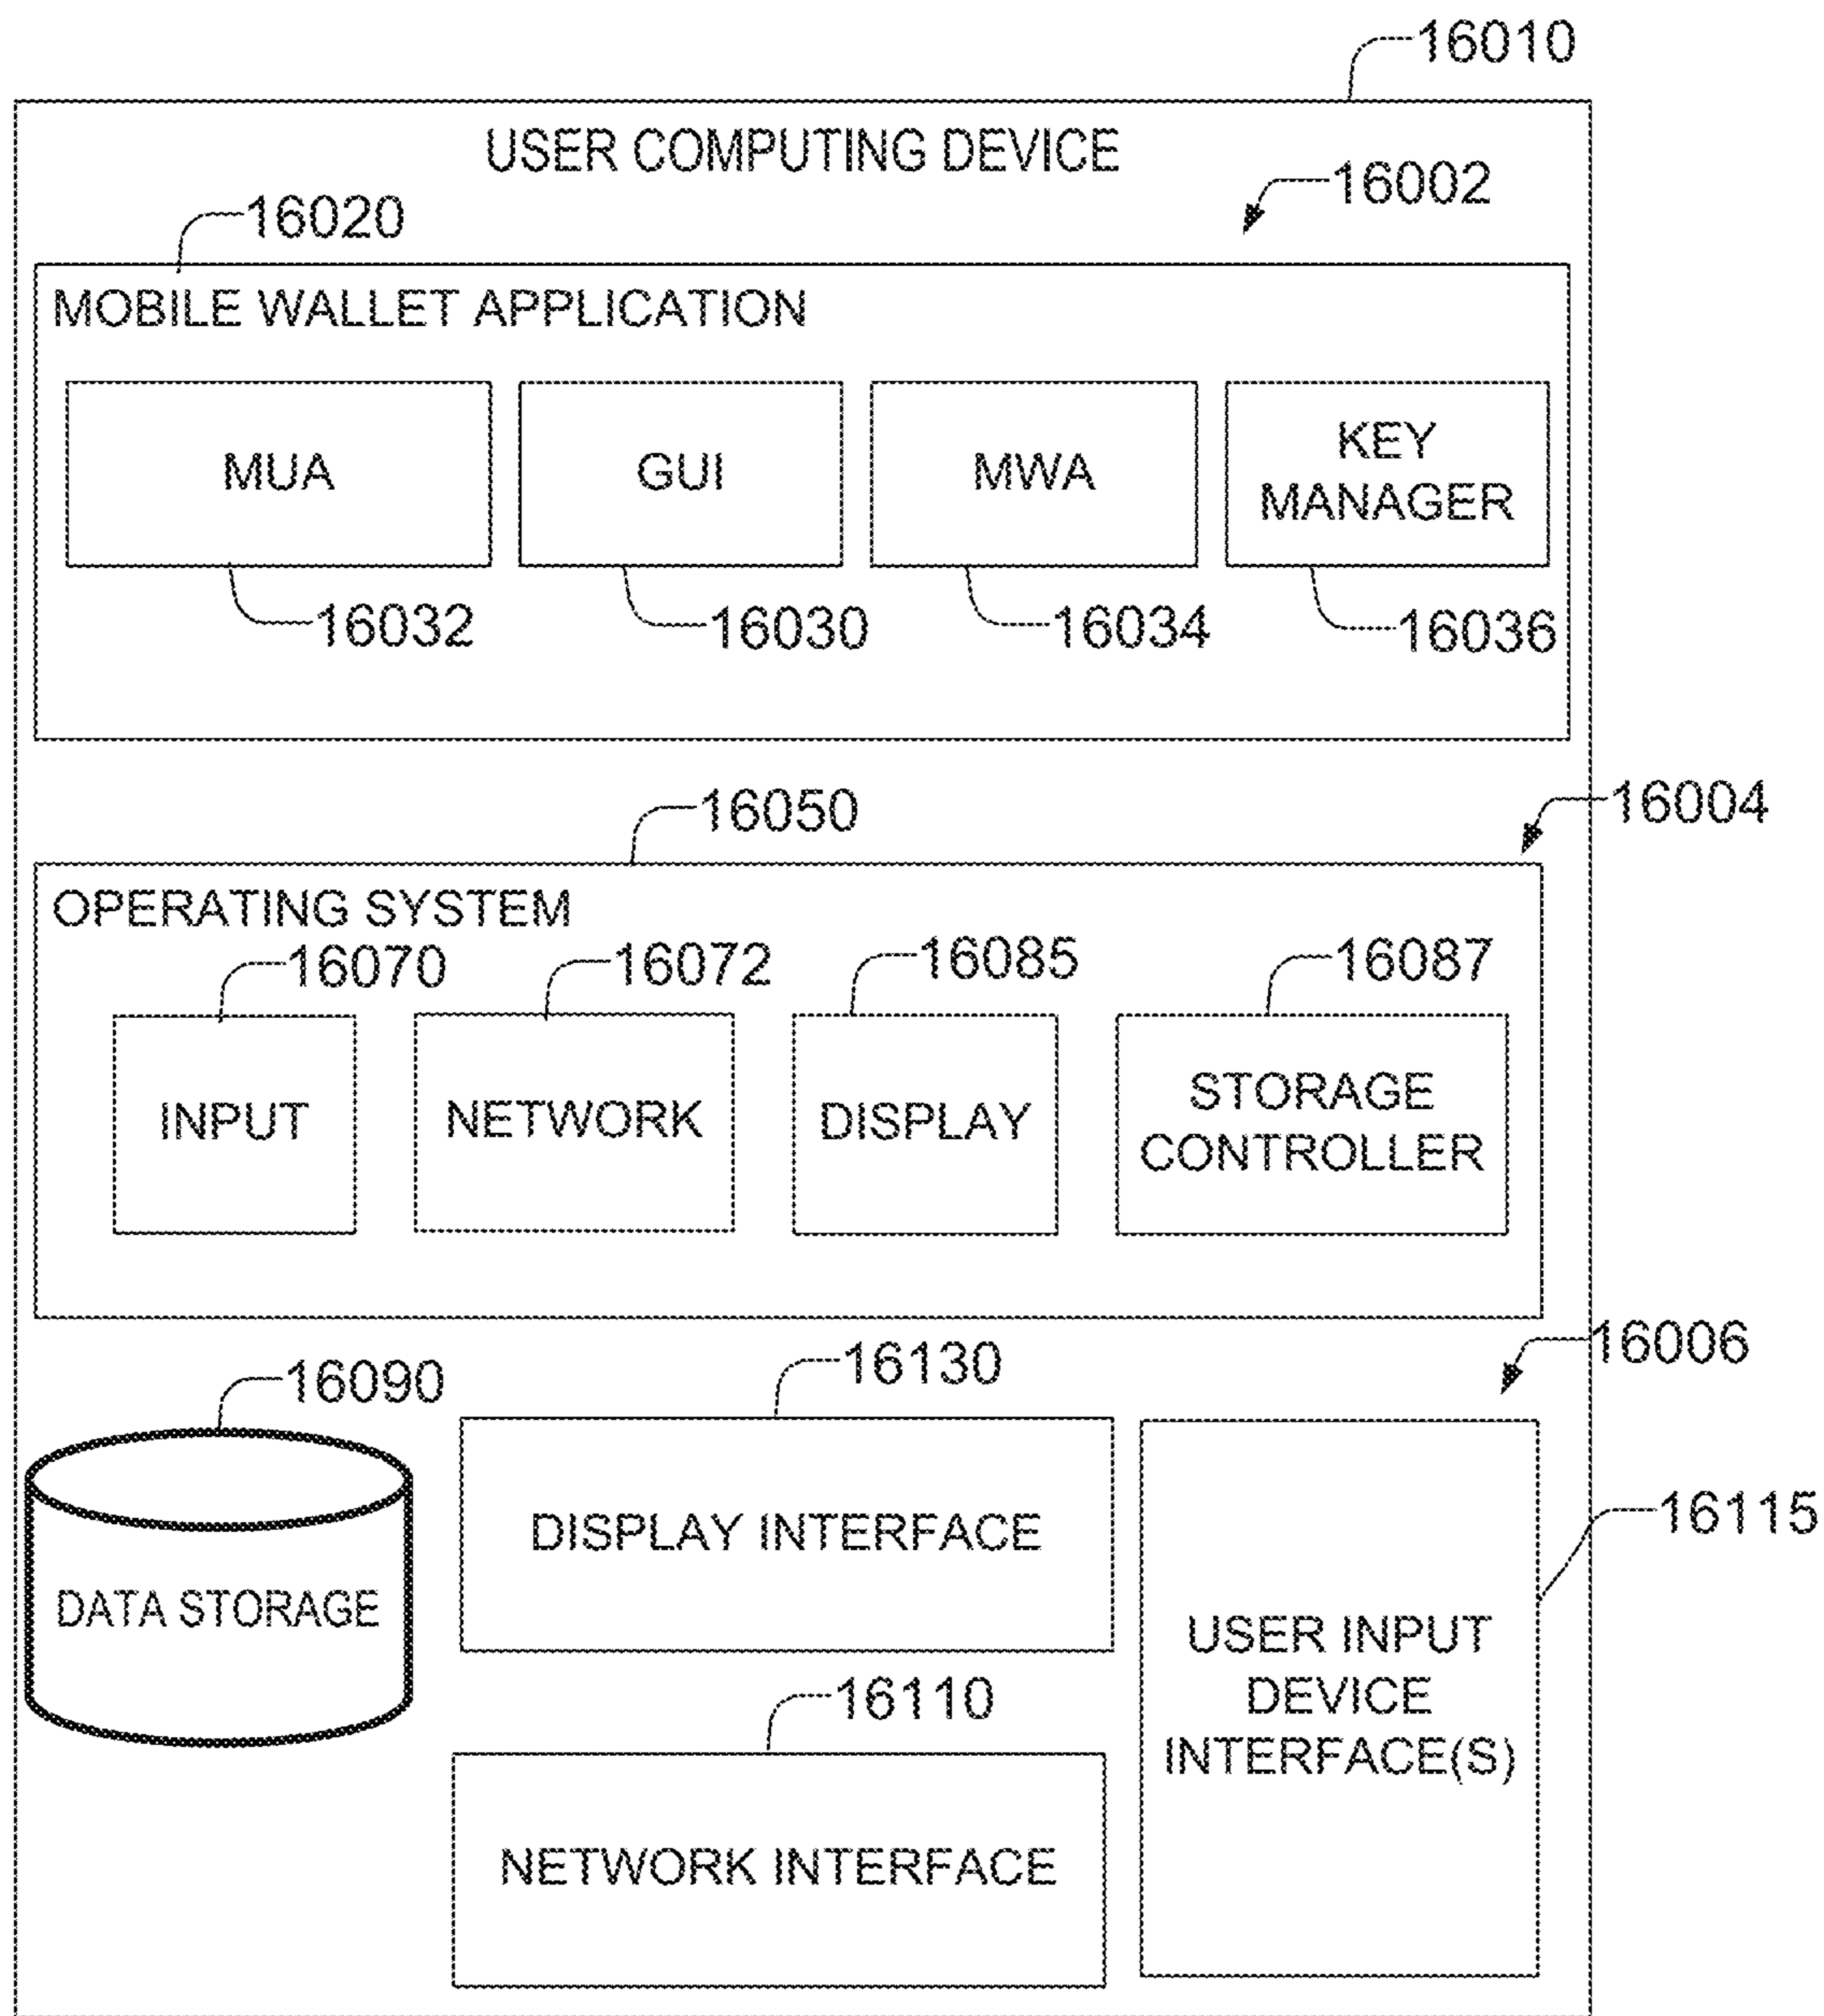 16010
USER COMPUTING DEVICE
16002
16020
MOBILE WALLET APPLICATION
MUA
GUI
MWA
KEY
MANAGER
16032
16030
16034
16036
16004
16050
OPERATING SYSTEM
16070
16072
16085
16087
INPUT
NETWORK
DISPLAY
STORAGE
CONTROLLER
16006
16090
16130
DATA STORAGE
DISPLAY INTERFACE
16115
USER INPUT
DEVICE
INTERFACE(S)
16110
NETWORK INTERFACE